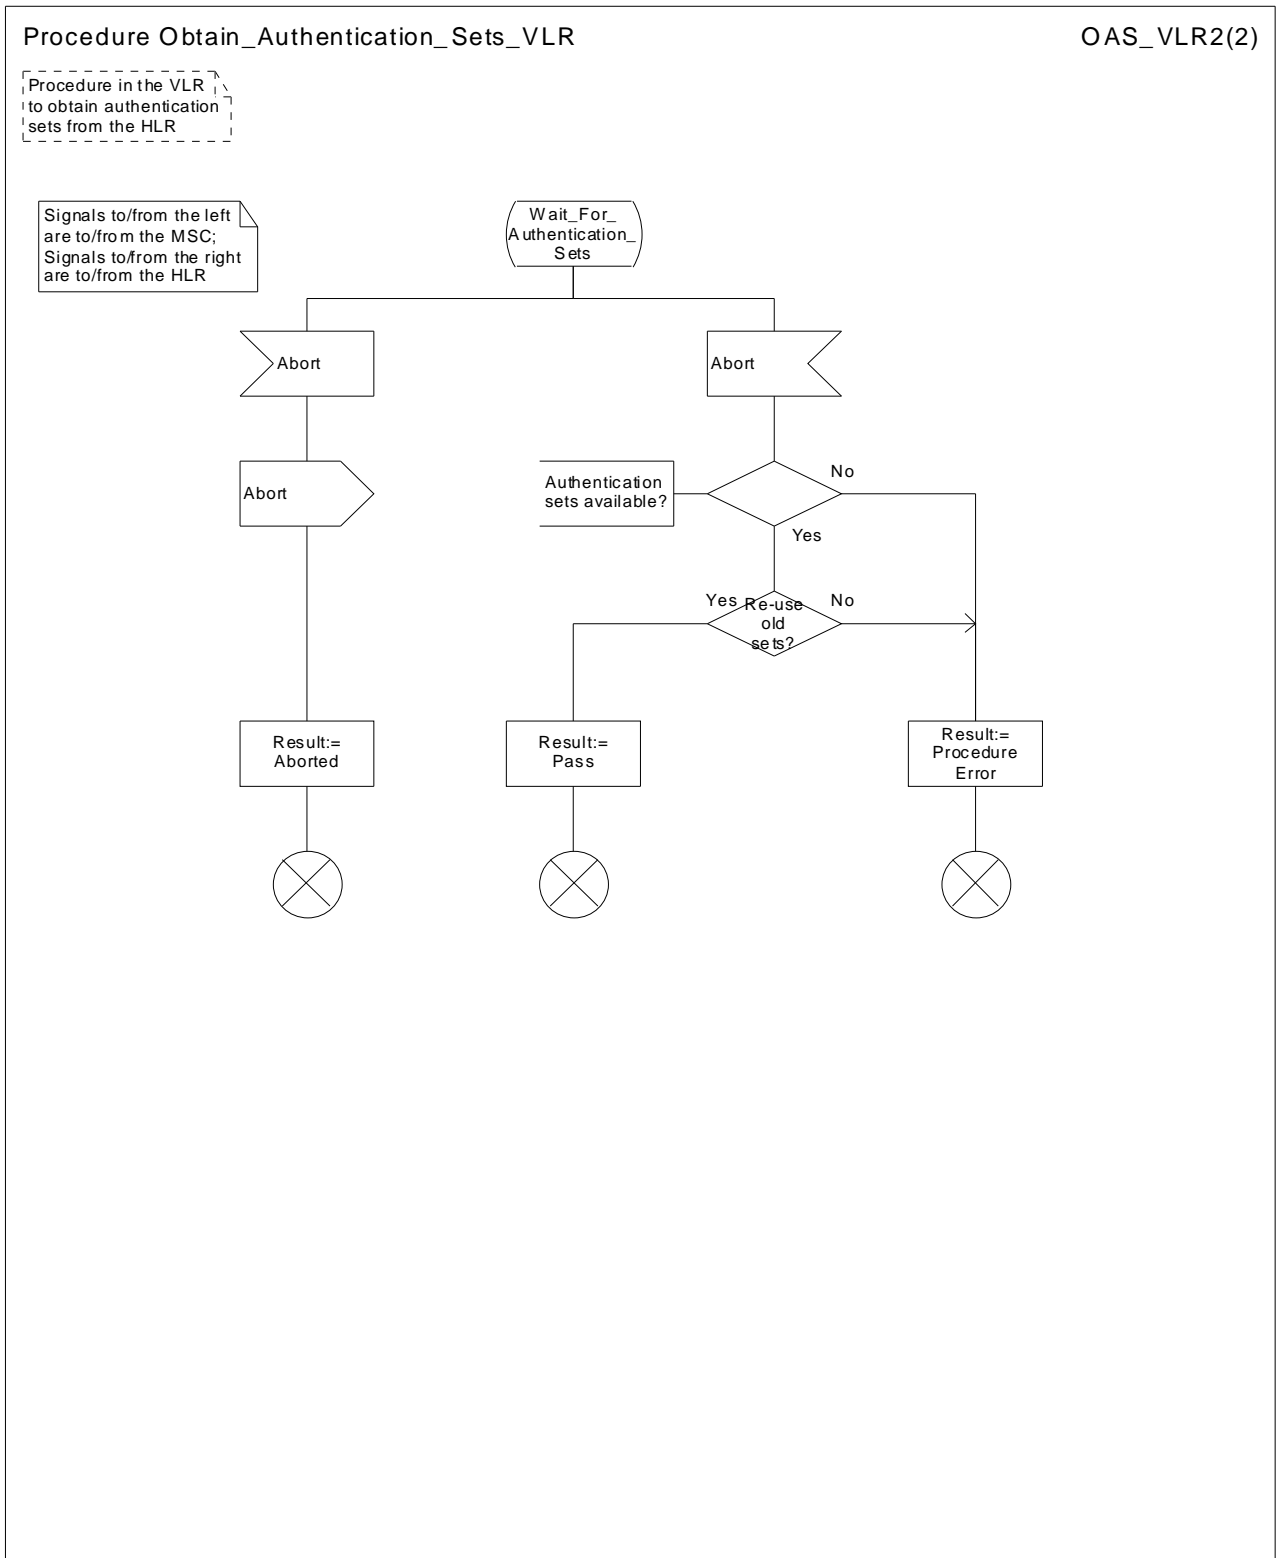 Procedure Obtain_Authentication_Sets_VLR
OAS_VLR2(2)
Procedure in the VLR
to obtain authentication
sets from the HLR
Signals to/from the left
are to/from the MSC;
Signals to/from the right
are to/from the HLR
Wait_For_
Authentication_
Sets
Abort
Abort
Abort
Authentication
sets available?
No
Yes
Yes
Re-use
old
sets?
No
Result:=
Aborted
Result:=
Pass
Result:=
Procedure
Error